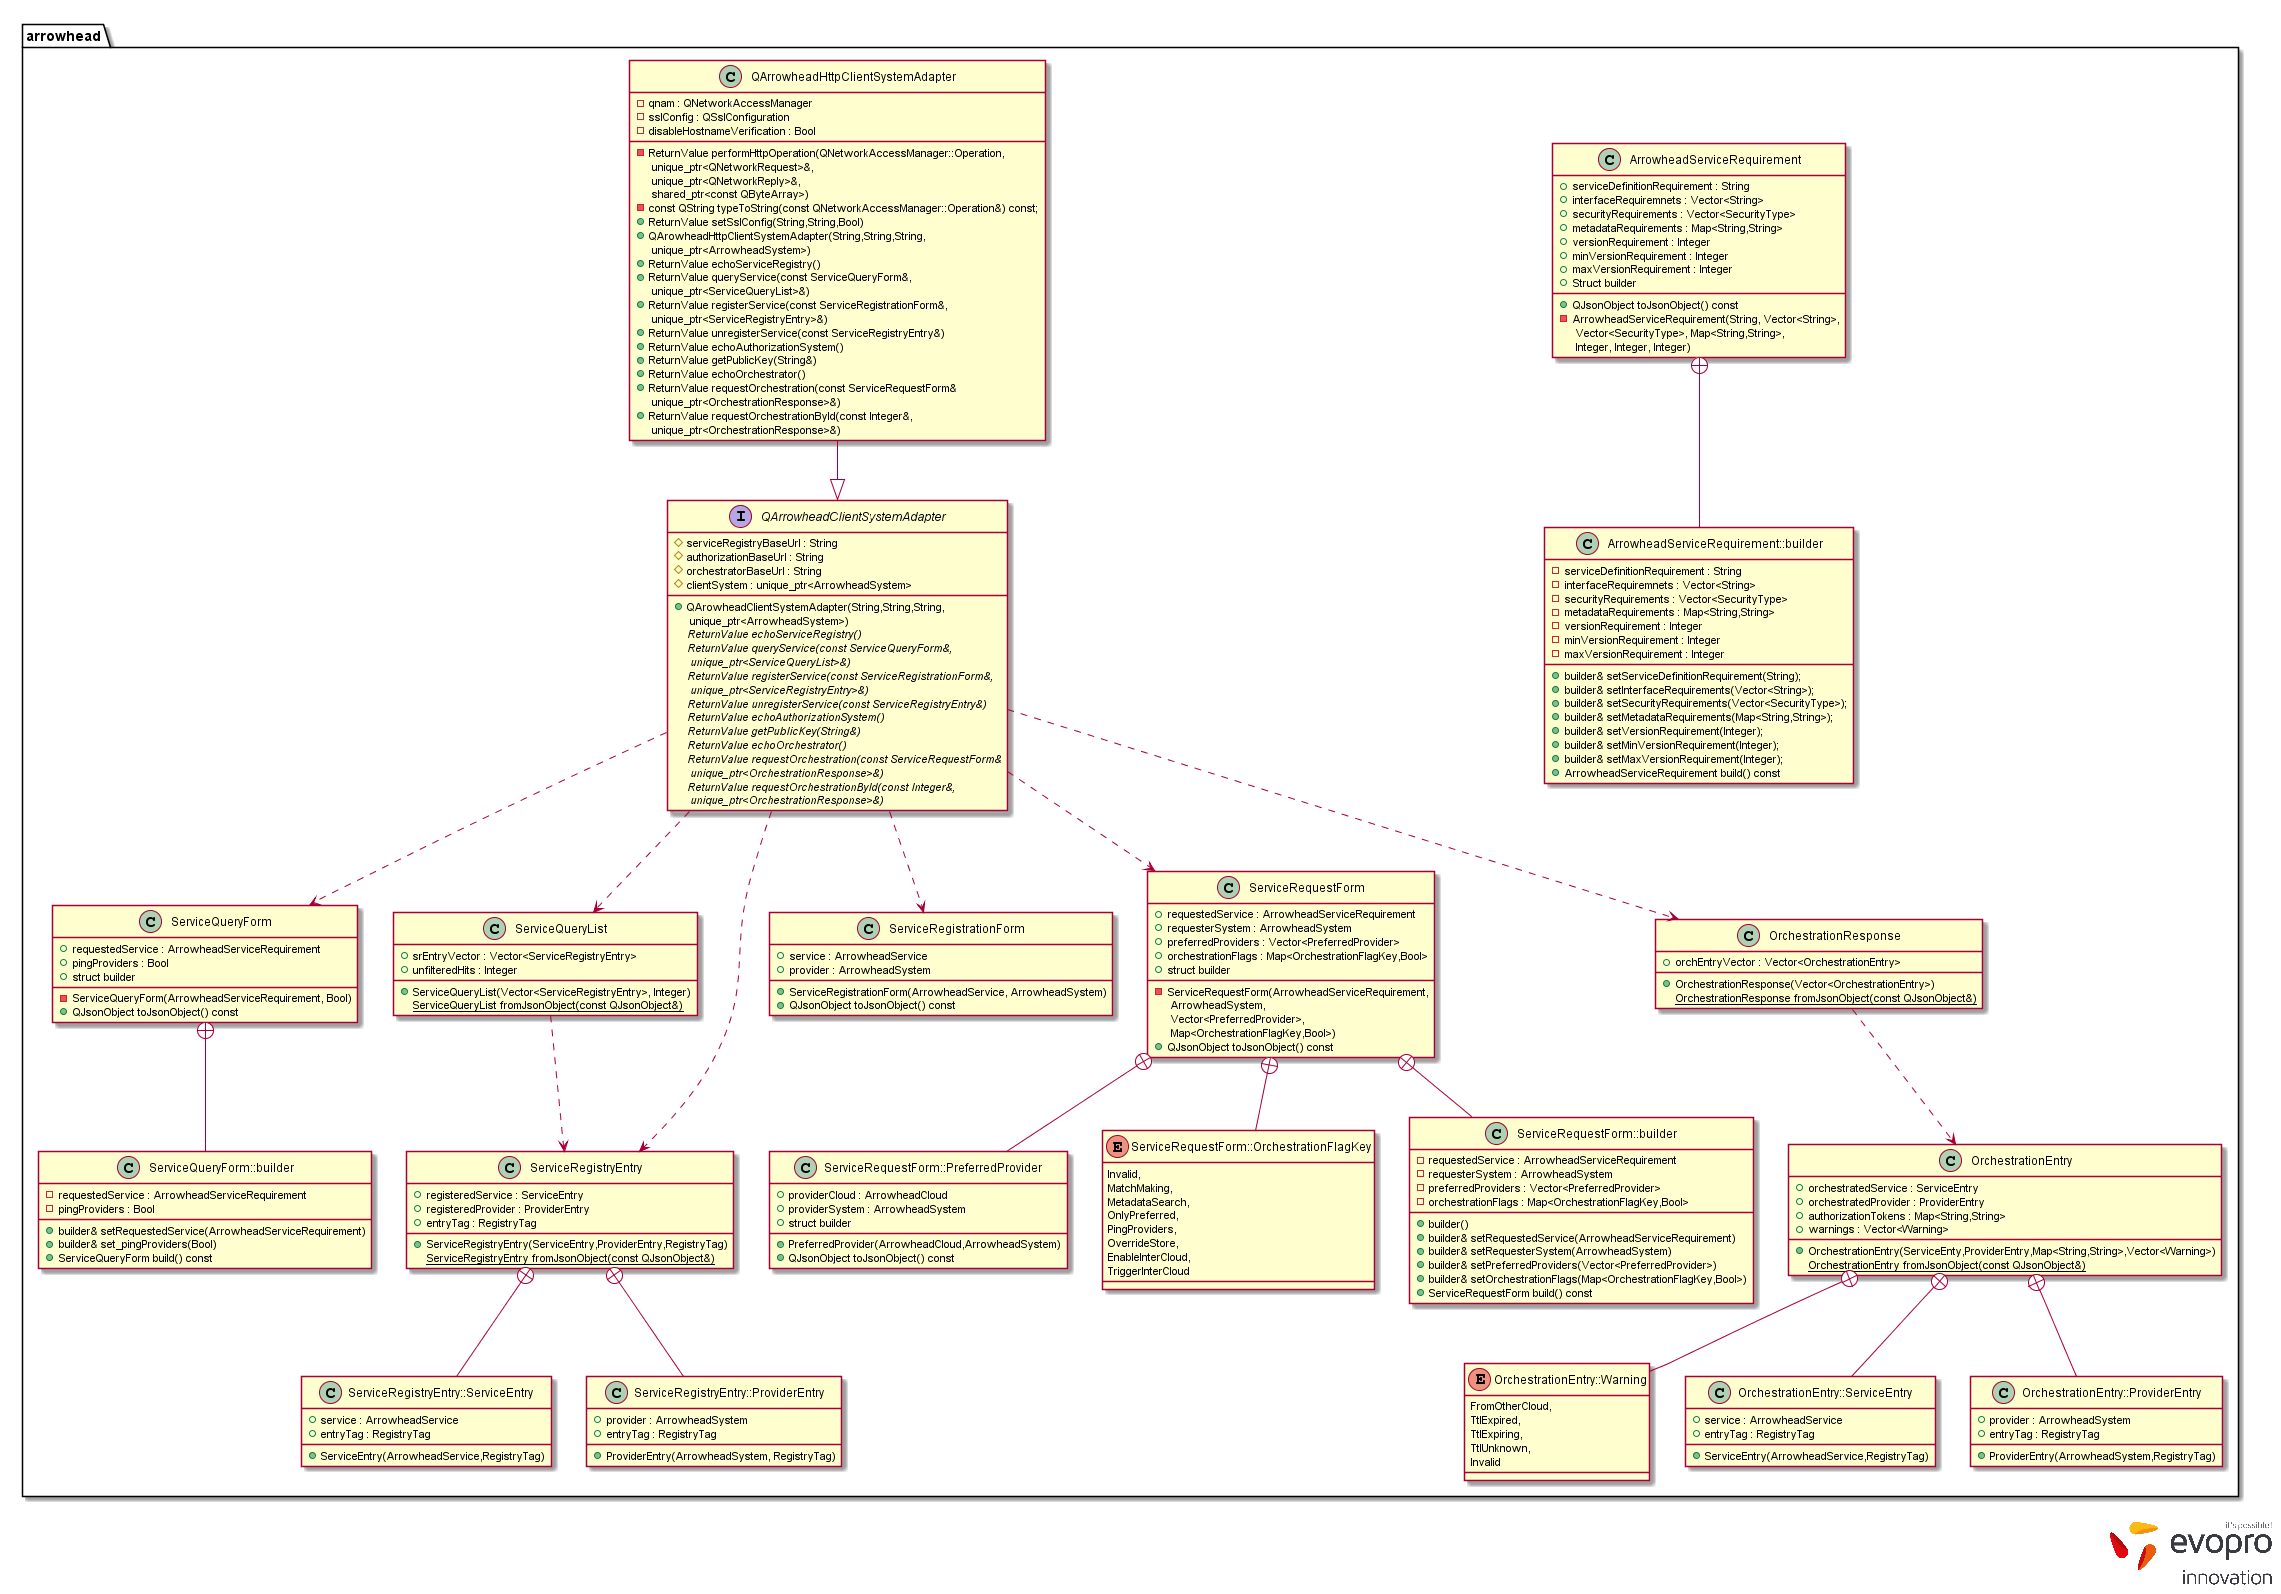 arrowhead
QArrowheadHttpClientSystemAdapter
qnam : QNetworkAccessManager
sslConfig : QSslConfiguration
disableHostnameVerification : Bool
ReturnValue performHttpOperation(QNetworkAccessManager::Operation,
unique_ptr<QNetworkRequest>&,
unique_ptr<QNetworkReply>&,
shared_ptr<const QByteArray>)
const QString typeToString(const QNetworkAccessManager::Operation&) const;
ReturnValue setSslConfig(String,String,Bool)
QArowheadHttpClientSystemAdapter(String,String,String,
unique_ptr<ArrowheadSystem>)
ReturnValue echoServiceRegistry()
ReturnValue queryService(const ServiceQueryForm&,
unique_ptr<ServiceQueryList>&)
ReturnValue registerService(const ServiceRegistrationForm&,
unique_ptr<ServiceRegistryEntry>&)
ReturnValue unregisterService(const ServiceRegistryEntry&)
ReturnValue echoAuthorizationSystem()
ReturnValue getPublicKey(String&)
ReturnValue echoOrchestrator()
ReturnValue requestOrchestration(const ServiceRequestForm&
unique_ptr<OrchestrationResponse>&)
ReturnValue requestOrchestrationById(const Integer&,
unique_ptr<OrchestrationResponse>&)
ArrowheadServiceRequirement
serviceDefinitionRequirement : String
interfaceRequiremnets : Vector<String>
securityRequirements : Vector<SecurityType>
metadataRequirements : Map<String,String>
versionRequirement : Integer
minVersionRequirement : Integer
maxVersionRequirement : Integer
Struct builder
QJsonObject toJsonObject() const
ArrowheadServiceRequirement(String, Vector<String>,
Vector<SecurityType>, Map<String,String>,
Integer, Integer, Integer)
QArrowheadClientSystemAdapter
serviceRegistryBaseUrl : String
authorizationBaseUrl : String
orchestratorBaseUrl : String
clientSystem : unique_ptr<ArrowheadSystem>
QArowheadClientSystemAdapter(String,String,String,
unique_ptr<ArrowheadSystem>)
ReturnValue echoServiceRegistry()
ReturnValue queryService(const ServiceQueryForm&,
unique_ptr<ServiceQueryList>&)
ReturnValue registerService(const ServiceRegistrationForm&,
unique_ptr<ServiceRegistryEntry>&)
ReturnValue unregisterService(const ServiceRegistryEntry&)
ReturnValue echoAuthorizationSystem()
ReturnValue getPublicKey(String&)
ReturnValue echoOrchestrator()
ReturnValue requestOrchestration(const ServiceRequestForm&
unique_ptr<OrchestrationResponse>&)
ReturnValue requestOrchestrationById(const Integer&,
unique_ptr<OrchestrationResponse>&)
ArrowheadServiceRequirement::builder
serviceDefinitionRequirement : String
interfaceRequiremnets : Vector<String>
securityRequirements : Vector<SecurityType>
metadataRequirements : Map<String,String>
versionRequirement : Integer
minVersionRequirement : Integer
maxVersionRequirement : Integer
builder& setServiceDefinitionRequirement(String);
builder& setInterfaceRequirements(Vector<String>);
builder& setSecurityRequirements(Vector<SecurityType>);
builder& setMetadataRequirements(Map<String,String>);
builder& setVersionRequirement(Integer);
builder& setMinVersionRequirement(Integer);
builder& setMaxVersionRequirement(Integer);
ArrowheadServiceRequirement build() const
ServiceQueryForm
requestedService : ArrowheadServiceRequirement
pingProviders : Bool
struct builder
ServiceQueryForm(ArrowheadServiceRequirement, Bool)
QJsonObject toJsonObject() const
ServiceQueryList
srEntryVector : Vector<ServiceRegistryEntry>
unfilteredHits : Integer
ServiceQueryList(Vector<ServiceRegistryEntry>, Integer)
ServiceQueryList fromJsonObject(const QJsonObject&)
ServiceRegistrationForm
service : ArrowheadService
provider : ArrowheadSystem
ServiceRegistrationForm(ArrowheadService, ArrowheadSystem)
QJsonObject toJsonObject() const
ServiceRequestForm
requestedService : ArrowheadServiceRequirement
requesterSystem : ArrowheadSystem
preferredProviders : Vector<PreferredProvider>
orchestrationFlags : Map<OrchestrationFlagKey,Bool>
struct builder
ServiceRequestForm(ArrowheadServiceRequirement,
ArrowheadSystem,
Vector<PreferredProvider>,
Map<OrchestrationFlagKey,Bool>)
QJsonObject toJsonObject() const
OrchestrationResponse
orchEntryVector : Vector<OrchestrationEntry>
OrchestrationResponse(Vector<OrchestrationEntry>)
OrchestrationResponse fromJsonObject(const QJsonObject&)
ServiceQueryForm::builder
requestedService : ArrowheadServiceRequirement
pingProviders : Bool
builder& setRequestedService(ArrowheadServiceRequirement)
builder& set_pingProviders(Bool)
ServiceQueryForm build() const
ServiceRegistryEntry
registeredService : ServiceEntry
registeredProvider : ProviderEntry
entryTag : RegistryTag
ServiceRegistryEntry(ServiceEntry,ProviderEntry,RegistryTag)
ServiceRegistryEntry fromJsonObject(const QJsonObject&)
ServiceRequestForm::PreferredProvider
providerCloud : ArrowheadCloud
providerSystem : ArrowheadSystem
struct builder
PreferredProvider(ArrowheadCloud,ArrowheadSystem)
QJsonObject toJsonObject() const
ServiceRequestForm::OrchestrationFlagKey
Invalid,
MatchMaking,
MetadataSearch,
OnlyPreferred,
PingProviders,
OverrideStore,
EnableInterCloud,
TriggerInterCloud
ServiceRequestForm::builder
requestedService : ArrowheadServiceRequirement
requesterSystem : ArrowheadSystem
preferredProviders : Vector<PreferredProvider>
orchestrationFlags : Map<OrchestrationFlagKey,Bool>
builder()
builder& setRequestedService(ArrowheadServiceRequirement)
builder& setRequesterSystem(ArrowheadSystem)
builder& setPreferredProviders(Vector<PreferredProvider>)
builder& setOrchestrationFlags(Map<OrchestrationFlagKey,Bool>)
ServiceRequestForm build() const
OrchestrationEntry
orchestratedService : ServiceEntry
orchestratedProvider : ProviderEntry
authorizationTokens : Map<String,String>
warnings : Vector<Warning>
OrchestrationEntry(ServiceEnty,ProviderEntry,Map<String,String>,Vector<Warning>)
OrchestrationEntry fromJsonObject(const QJsonObject&)
ServiceRegistryEntry::ServiceEntry
service : ArrowheadService
entryTag : RegistryTag
ServiceEntry(ArrowheadService,RegistryTag)
ServiceRegistryEntry::ProviderEntry
provider : ArrowheadSystem
entryTag : RegistryTag
ProviderEntry(ArrowheadSystem, RegistryTag)
OrchestrationEntry::Warning
FromOtherCloud,
TtlExpired,
TtlExpiring,
TtlUnknown,
Invalid
OrchestrationEntry::ServiceEntry
service : ArrowheadService
entryTag : RegistryTag
ServiceEntry(ArrowheadService,RegistryTag)
OrchestrationEntry::ProviderEntry
provider : ArrowheadSystem
entryTag : RegistryTag
ProviderEntry(ArrowheadSystem,RegistryTag)
it's possible!
evopro
innovation